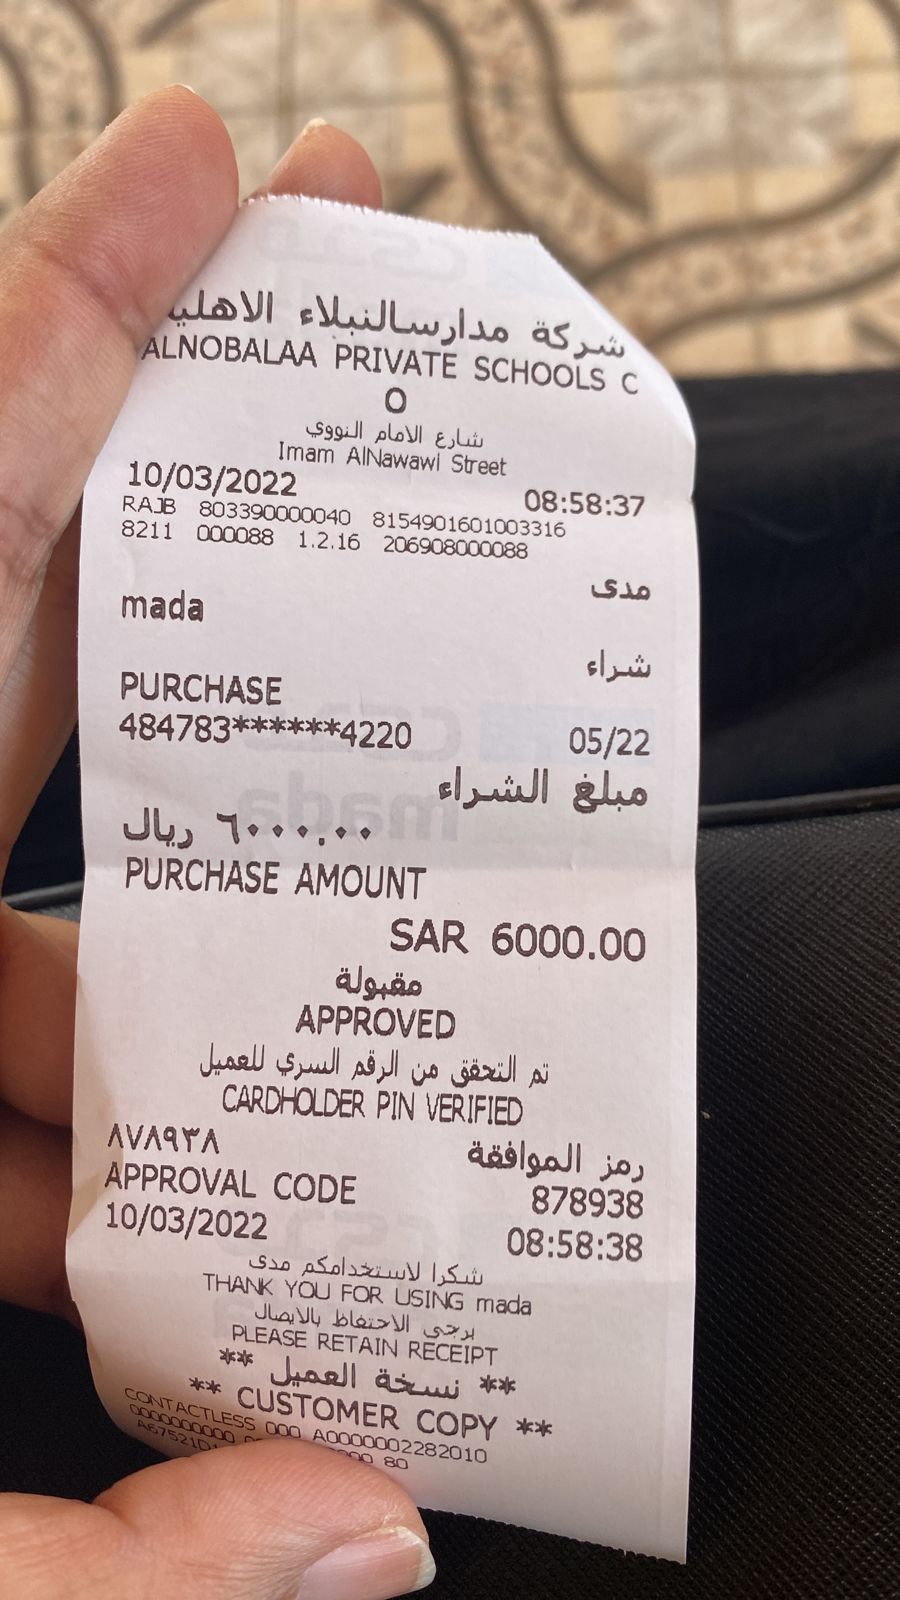 شركة مدارسالنبلاء الاهلية
ALNOBALAA PRIVATE SCHOOLS C
O
شارع الامام النووي
Imam AlNawawi Street
10/03/2022 08:58:37
RAJB 803390000040 8154901601003316
8211 000088 1.2.16 206908000088
مدى
mada
شراء
PURCHASE
484783******4220 05/22
مبلغ الشراء
٦٠٠٠.٠٠ ريال
PURCHASE AMOUNT
SAR 6000.00
مقبولة
APPROVED
تم التحقق من الرقم السري للعميل
CARDHOLDER PIN VERIFIED
رمز الموافقة ٨٧٨٩٣٨
APPROVAL CODE 878938
10/03/2022 08:58:38
شكرا لاستخدامكم مدى
THANK YOU FOR USING mada
يرجى الاحتفاظ بالايصال
PLEASE RETAIN RECEIPT
** نسخة العميل **
** CUSTOMER COPY **
CONTACTLESS 000 A0000002282010
0000000000 80